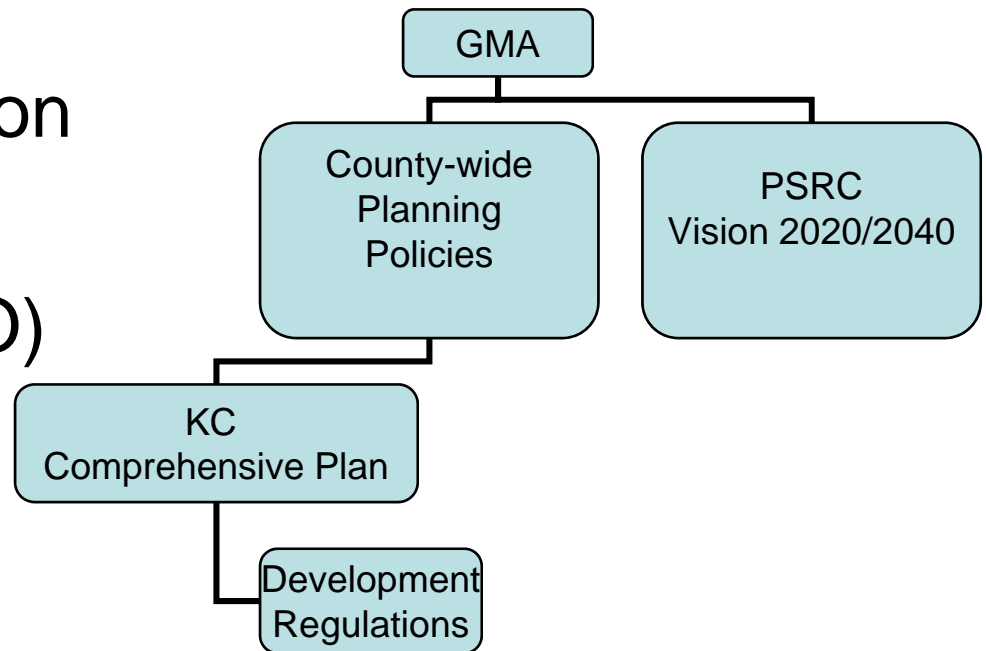 GMA
on
County-wide
Planning
Policies
PSRC
Vision 2020/2040
)
KC
Comprehensive Plan
Development
Regulations